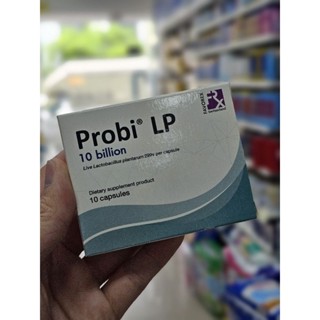 Probi® LP
10 billion
Live Lactobacillus plantarum 299v per capsule
Dietary supplement product
10 capsules